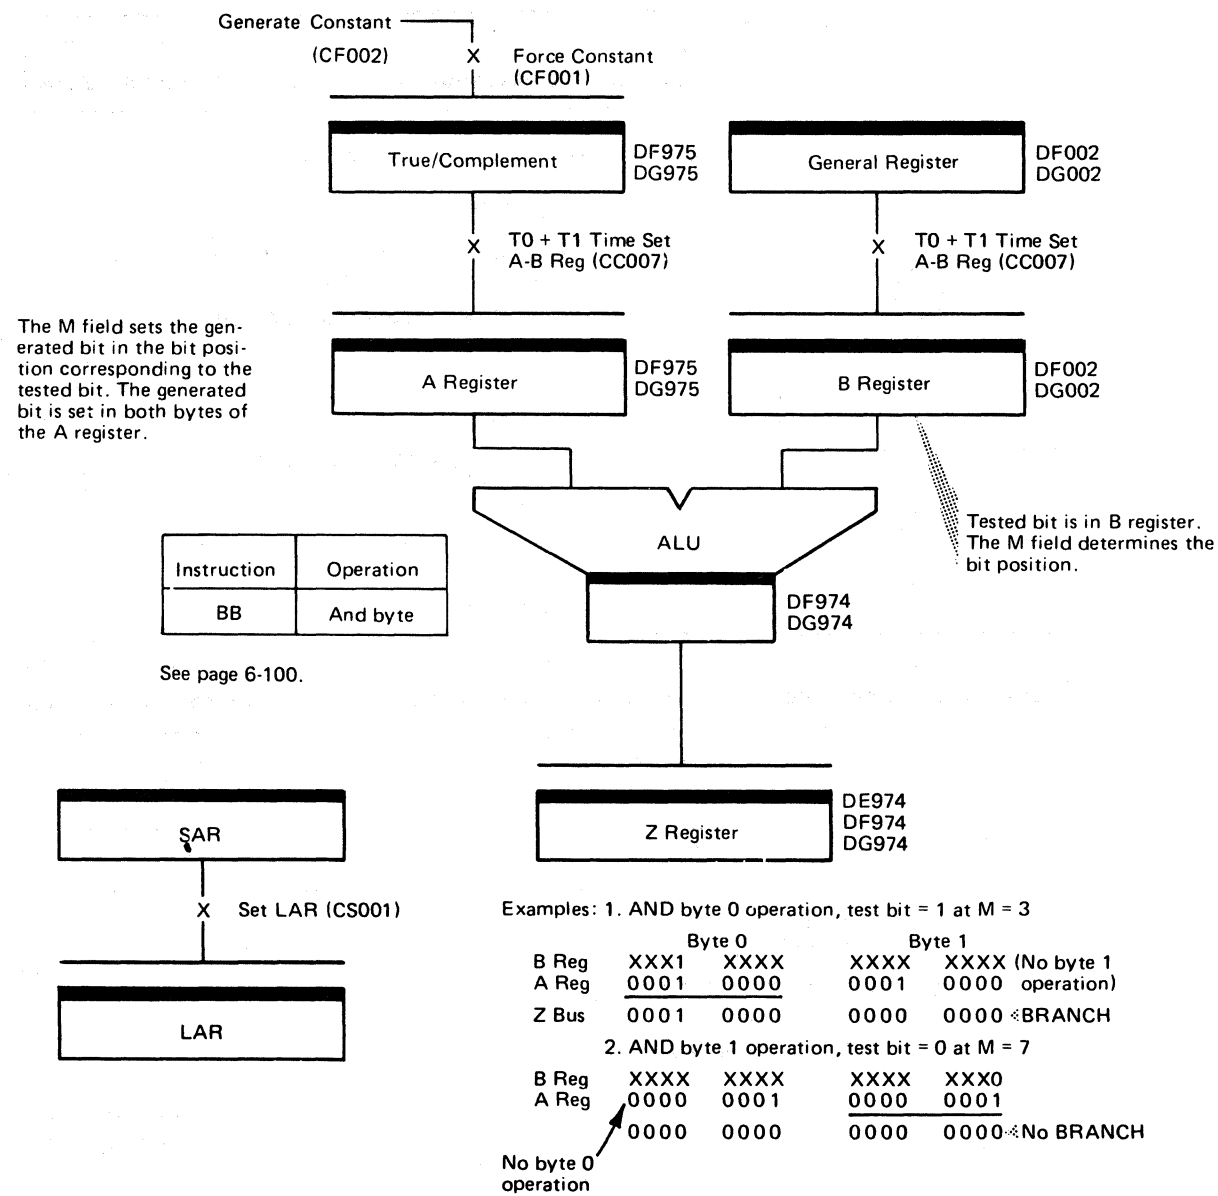 Generate Constant
(CF002)
X
Force Constant
(CF001)
True/Complement
DF975
DG975
General Register
DF002
DG002
X
T0 + T1 Time Set
A-B Reg (CC007)
X
T0 + T1 Time Set
A-B Reg (CC007)
The M field sets the gen-
erated bit in the bit posi-
tion corresponding to the
tested bit. The generated
bit is set in both bytes of
the A register.
A Register
DF975
DG975
B Register
DF002
DG002
ALU
Tested bit is in B register.
The M field determines the
bit position.
Instruction Operation
BB And byte
DF974
DG974
See page 6-100.
SAR
X
Set LAR (CS001)
LAR
Z Register
DE974
DF974
DG974
Examples: 1. AND byte 0 operation, test bit = 1 at M = 3
Byte 0 Byte 1
B Reg XXX1 XXXX XXXX XXXX (No byte 1
A Reg 0001 0000 0001 0000 operation)
Z Bus 0001 0000 0000 0000 BRANCH
2. AND byte 1 operation, test bit = 0 at M = 7
B Reg XXXX XXXX XXXX XXX0
A Reg 0000 0001 0000 0001
0000 0000 0000 0000 No BRANCH
No byte 0
operation